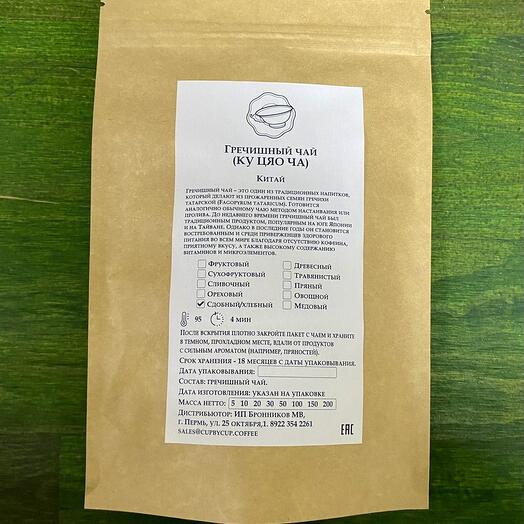 Гречишный чай
(Ку Цяо Ча)
Китай
Гречишный чай – это один из традиционных напитков,
который делают из прожаренных семян гречихи
татарской (Fagopyrum tataricum). Готовится
аналогично обычному чаю методом настаивания или
пролива. До недавнего времени гречишный чай был
традиционным продуктом, популярным на юге Японии
и на Тайване. Однако в последние годы он становится
востребованным и среди приверженцев здорового
питания во всем мире благодаря отсутствию кофеина,
приятному вкусу, а также высокому содержанию
витаминов и микроэлементов.
Фруктовый Древесный
Сухофруктовый Травянистый
Сливочный Пряный
Ореховый Овощной
Сдобный/хлебный Медовый
95 4 мин
После вскрытия плотно закройте пакет с чаем и храните
в темном, прохладном месте, вдали от продуктов
с сильным ароматом (например, пряностей).
Срок хранения - 18 месяцев с даты упаковывания.
Дата упаковывания:
Состав: гречишный чай.
Дата изготовления: указан на упаковке
Масса нетто: 5 10 20 30 50 100 150 200
Дистрибьютор: ИП Бронников МВ,
г. Пермь, ул. 25 Октября,1. 8922 354 2261
sales@cupbycup.coffee
EAC